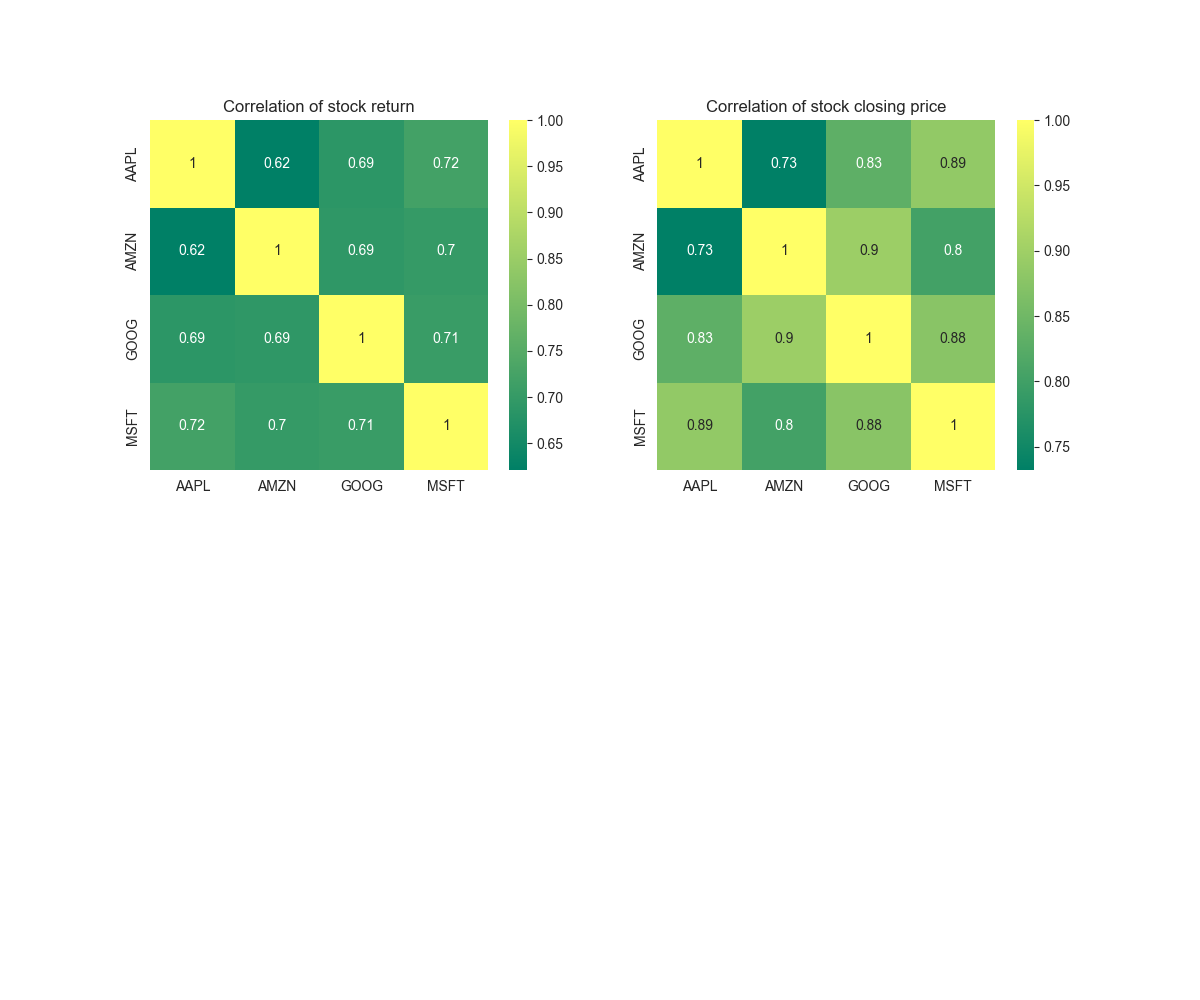 Correlation of stock return
AAPL 1 0.62 0.69 0.72
AMZN 0.62 1 0.69 0.7
GOOG 0.69 0.69 1 0.71
MSFT 0.72 0.7 0.71 1
AAPL AMZN GOOG MSFT
1.00
0.95
0.90
0.85
0.80
0.75
0.70
0.65
Correlation of stock closing price
AAPL 1 0.73 0.83 0.89
AMZN 0.73 1 0.9 0.8
GOOG 0.83 0.9 1 0.88
MSFT 0.89 0.8 0.88 1
AAPL AMZN GOOG MSFT
1.00
0.95
0.90
0.85
0.80
0.75